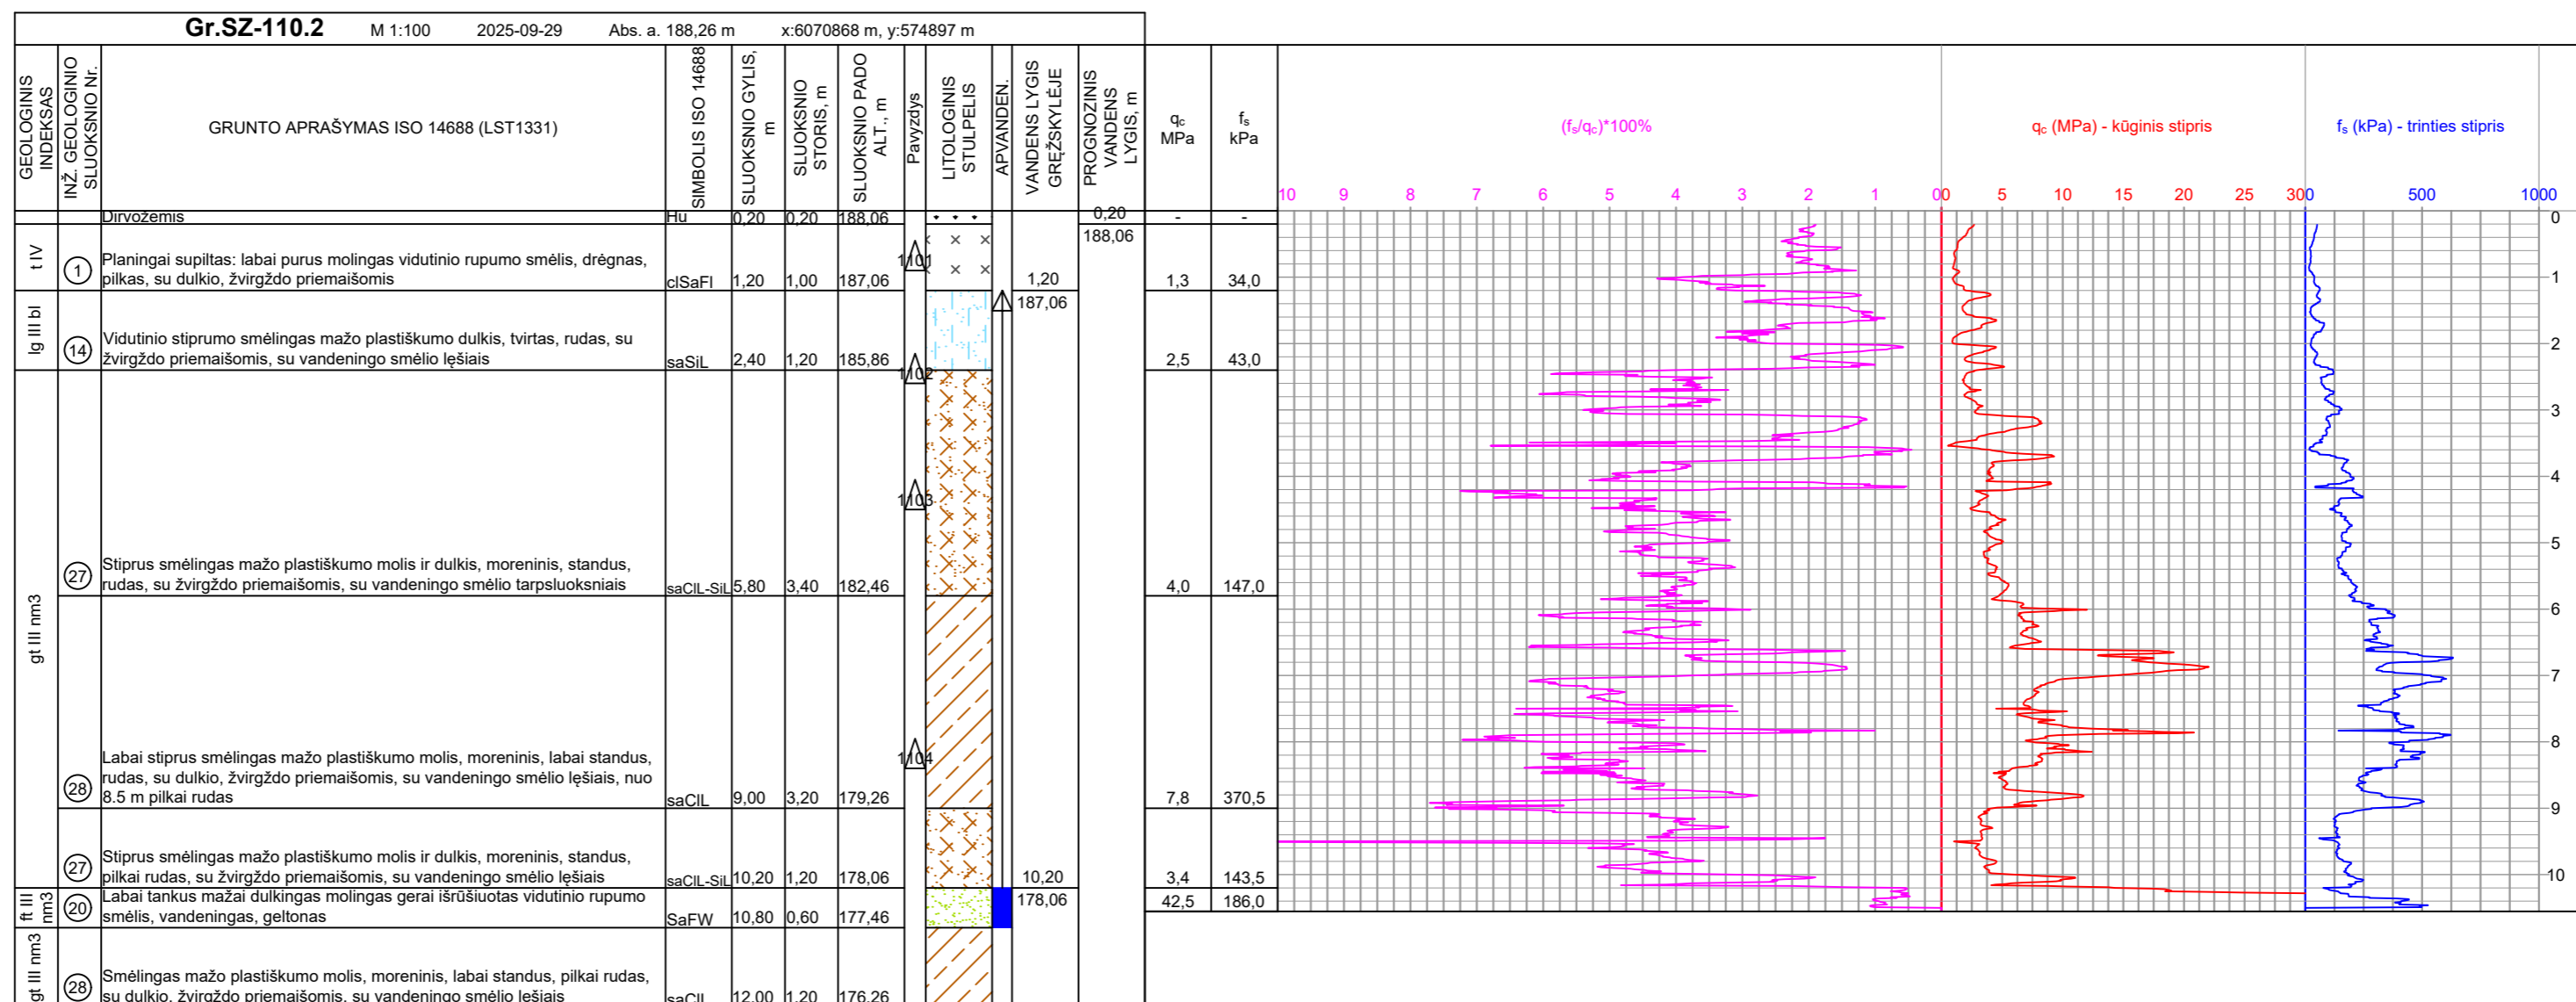 Gr.SZ-110.2 M 1:100 2025-09-29 Abs. a. 188,26 m x:6070868 m, y:574897 m
GEOLOGINIS INDEKSAS
INŽ. GEOLOGINIO SLUOKSNIO Nr.
GRUNTO APRAŠYMAS ISO 14688 (LST1331)
SIMBOLIS ISO 14688
SLUOKSNIO GYLIS, m
SLUOKSNIO STORIS, m
SLUOKSNIO PADO ALT., m
Pavyzdys
LITOLOGINIS STULPELIS
APVANDEN.
VANDENS LYGIS GRĘŽSKYLĖJE
PROGNOZINIS VANDENS LYGIS, m
qc MPa
fs kPa
(fs/qc)*100%
qc (MPa) - kūginis stipris
fs (kPa) - trinties stipris
10 9 8 7 6 5 4 3 2 1 0
0 5 10 15 20 25 30
0 500 1000
Dirvožemis Hu 0,20 0,20 188,06 0,20 - -
188,06
t IV
1
Planingai supiltas: labai purus molingas vidutinio rupumo smėlis, drėgnas,
pilkas, su dulkio, žvirgždo priemaišomis clSaFl 1,20 1,00 187,06 1101 1,20 1,3 34,0
187,06
lg III bl
14
Vidutinio stiprumo smėlingas mažo plastiškumo dulkis, tvirtas, rudas, su
žvirgždo priemaišomis, su vandeningo smėlio lęšiais saSiL 2,40 1,20 185,86 2,5 43,0
1102
1103
gt III nm3
27
Stiprus smėlingas mažo plastiškumo molis ir dulkis, moreninis, standus,
rudas, su žvirgždo priemaišomis, su vandeningo smėlio tarpsluoksniais saClL-SiL 5,80 3,40 182,46 4,0 147,0
28
Labai stiprus smėlingas mažo plastiškumo molis, moreninis, labai standus,
rudas, su dulkio, žvirgždo priemaišomis, su vandeningo smėlio lęšiais, nuo
8.5 m pilkai rudas saClL 9,00 3,20 179,26 7,8 370,5
1104
27
Stiprus smėlingas mažo plastiškumo molis ir dulkis, moreninis, standus,
pilkai rudas, su žvirgždo priemaišomis, su vandeningo smėlio lęšiais saClL-SiL 10,20 1,20 178,06 10,20 3,4 143,5
178,06
ft III nm3
20
Labai tankus mažai dulkingas molingas gerai išrūšiuotas vidutinio rupumo
smėlis, vandeningas, geltonas SaFW 10,80 0,60 177,46 42,5 186,0
gt III nm3
28
Smėlingas mažo plastiškumo molis, moreninis, labai standus, pilkai rudas,
su dulkio, žvirgždo priemaišomis, su vandeningo smėlio lęšiais saClL 12,00 1,20 176,26
0
1
2
3
4
5
6
7
8
9
10